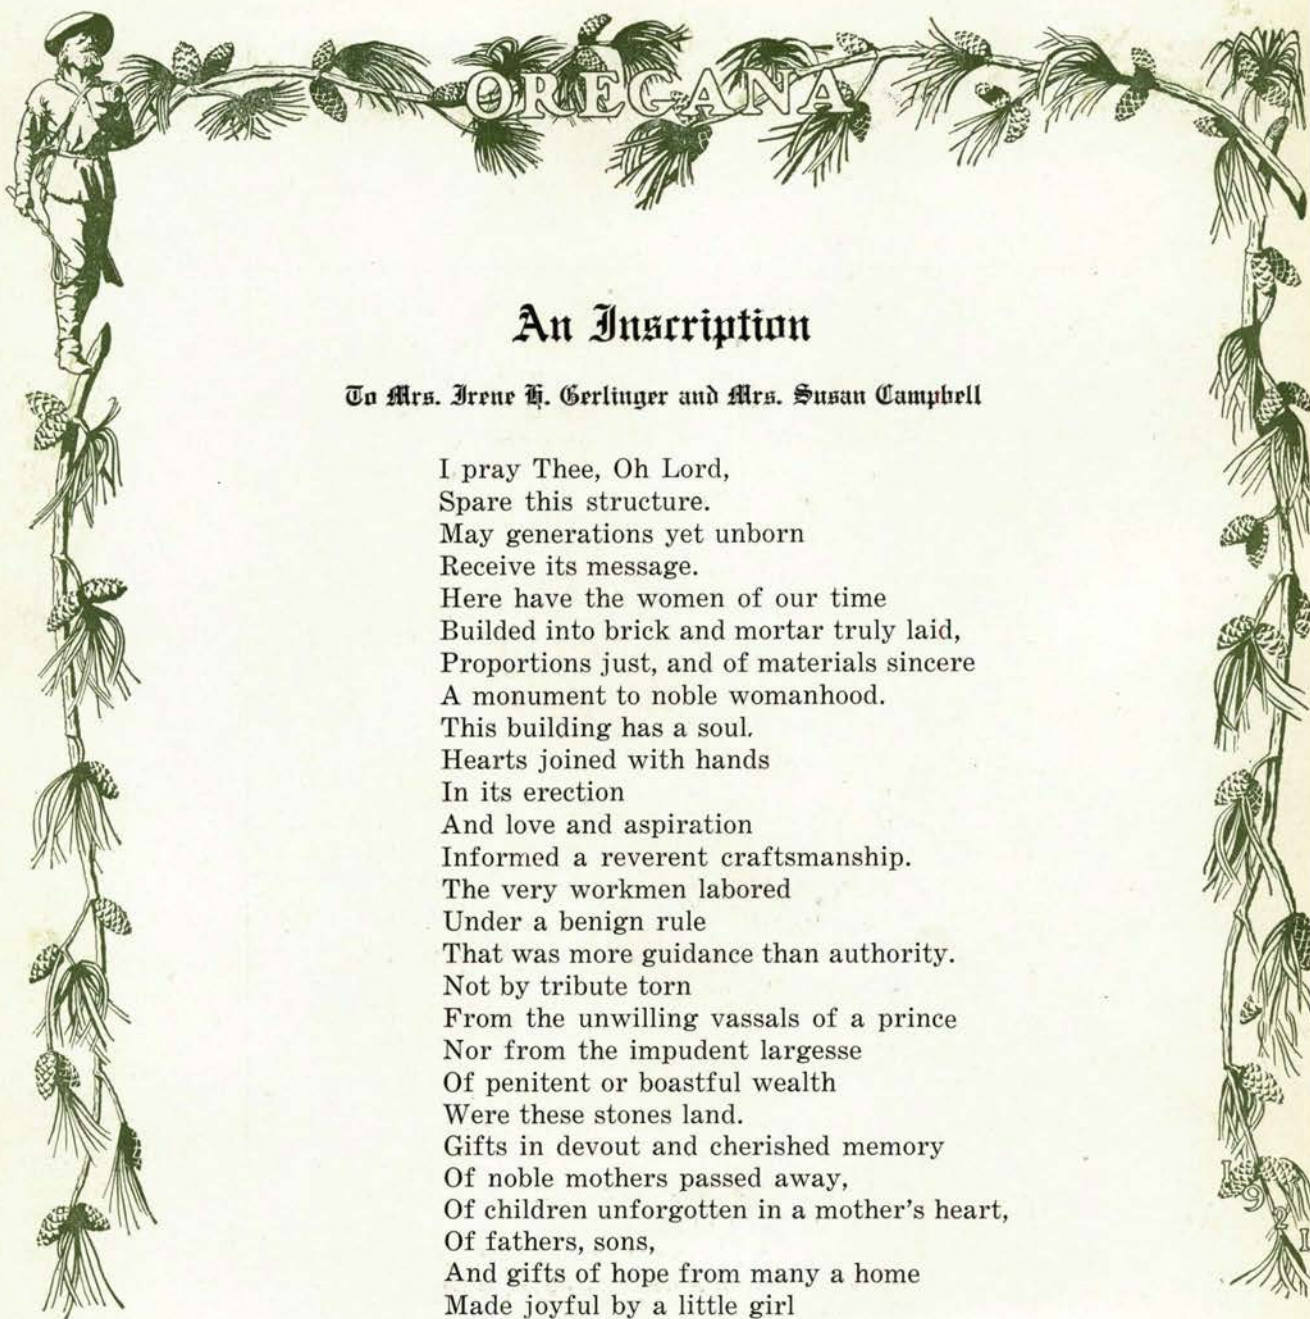 OREGANA
An Inscription
To Mrs. Irene H. Gerlinger and Mrs. Susan Campbell
I pray Thee, Oh Lord,
Spare this structure.
May generations yet unborn
Receive its message.
Here have the women of our time
Builded into brick and mortar truly laid,
Proportions just, and of materials sincere
A monument to noble womanhood.
This building has a soul.
Hearts joined with hands
In its erection
And love and aspiration
Informed a reverent craftsmanship.
The very workmen labored
Under a benign rule
That was more guidance than authority.
Not by tribute torn
From the unwilling vassals of a prince
Nor from the impudent largesse
Of penitent or boastful wealth
Were these stones land.
Gifts in devout and cherished memory
Of noble mothers passed away,
Of children unforgotten in a mother's heart,
Of fathers, sons,
And gifts of hope from many a home
Made joyful by a little girl
1
9
2
1